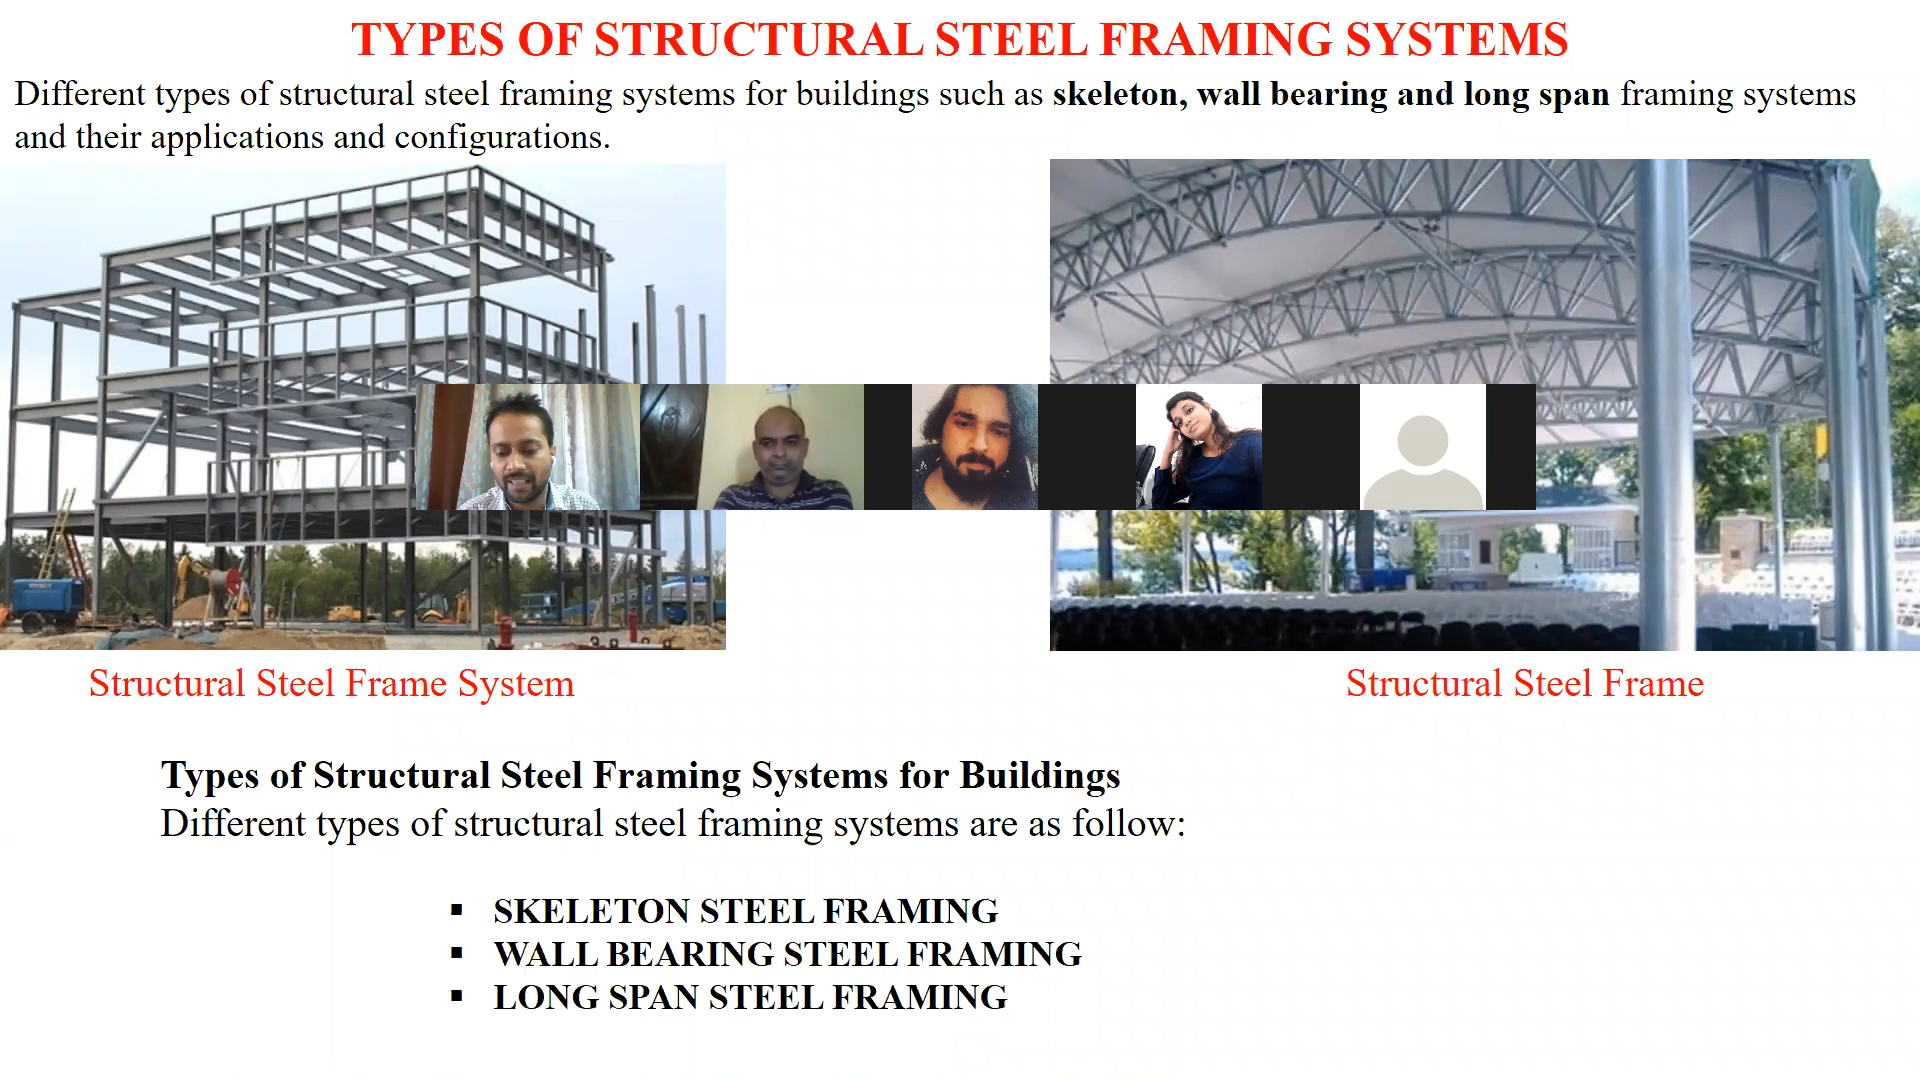 TYPES OF STRUCTURAL STEEL FRAMING SYSTEMS
Different types of structural steel framing systems for buildings such as skeleton, wall bearing and long span framing systems
and their applications and configurations.
Structural Steel Frame System
Structural Steel Frame
Types of Structural Steel Framing Systems for Buildings
Different types of structural steel framing systems are as follow:
▪ SKELETON STEEL FRAMING
▪ WALL BEARING STEEL FRAMING
▪ LONG SPAN STEEL FRAMING